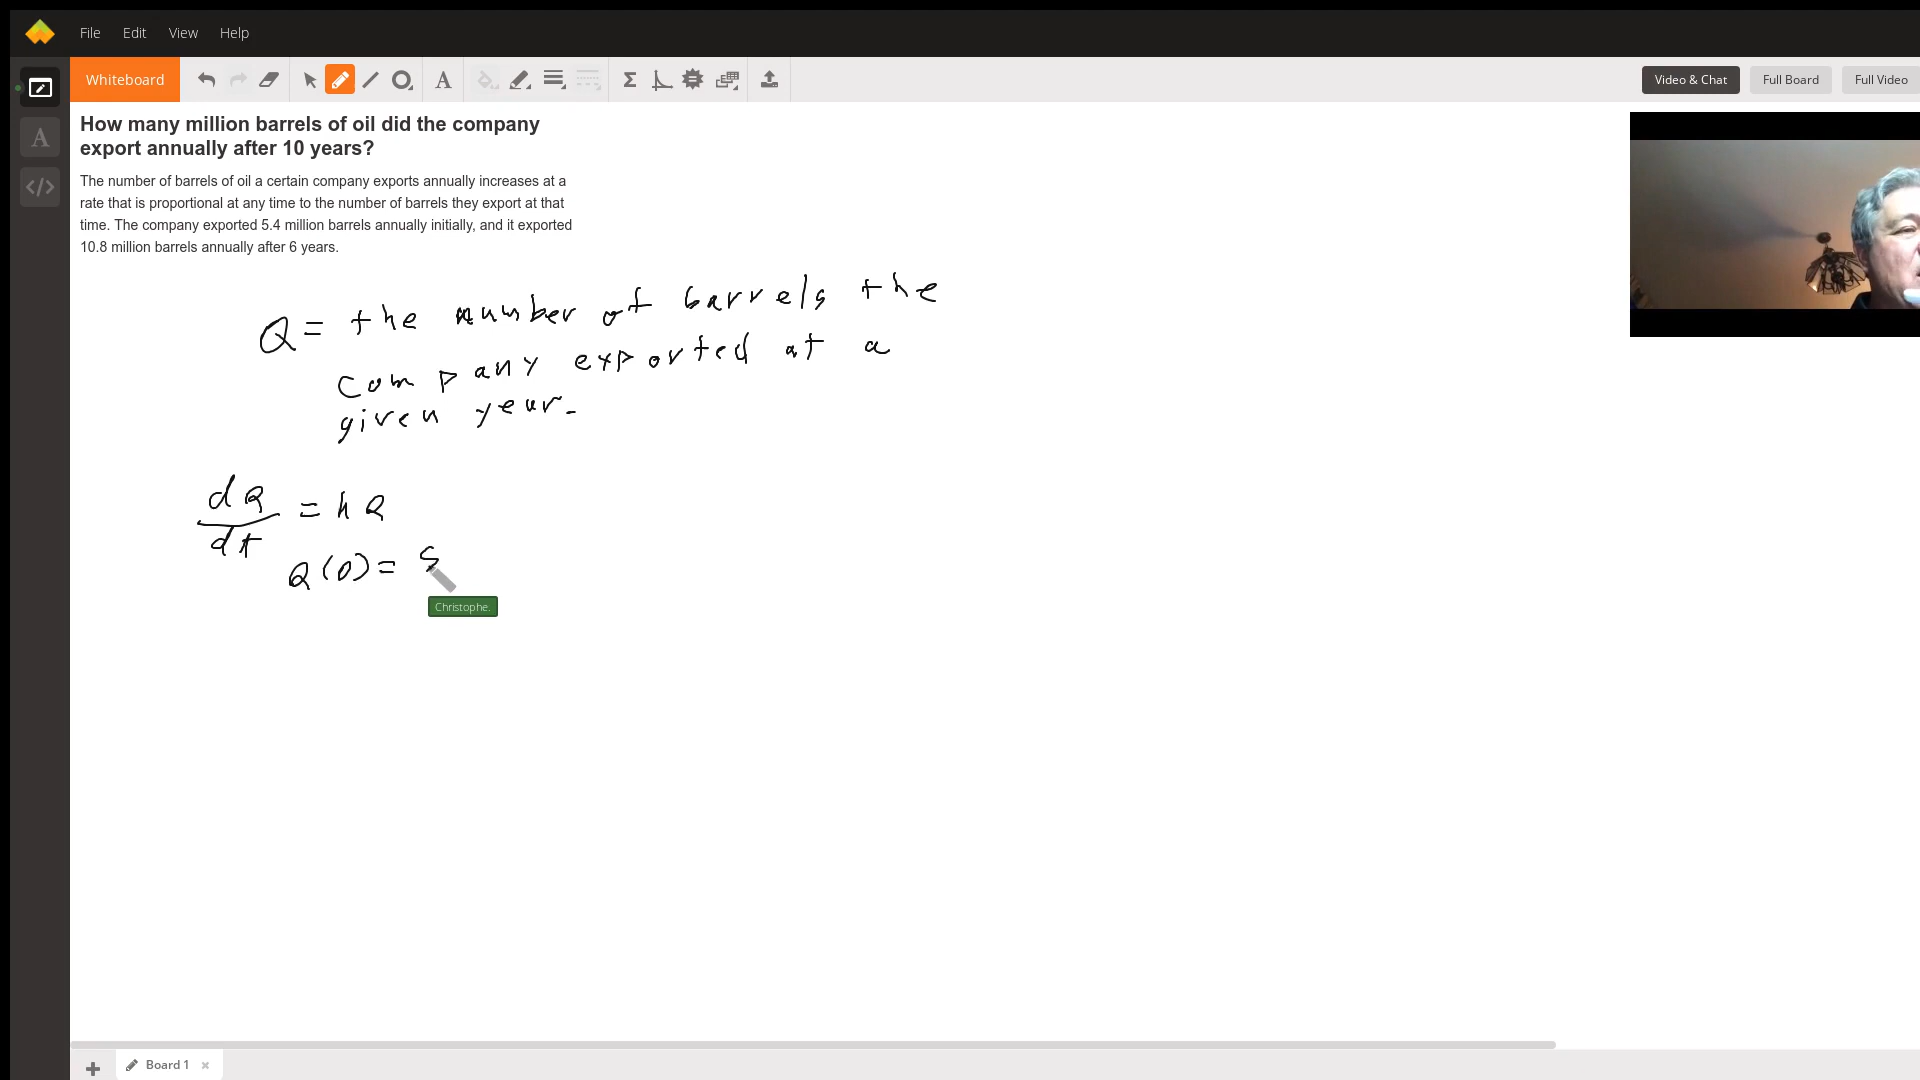 File Edit View Help
Whiteboard A Σ Video & Chat Full Board Full Video
How many million barrels of oil did the company
export annually after 10 years?
The number of barrels of oil a certain company exports annually increases at a
rate that is proportional at any time to the number of barrels they export at that
time. The company exported 5.4 million barrels annually initially, and it exported
10.8 million barrels annually after 6 years.
Q = the number of barrels the
company exported at a
given year.
dQ/dt = kQ
Q(0) = 5
Christophe.
Board 1